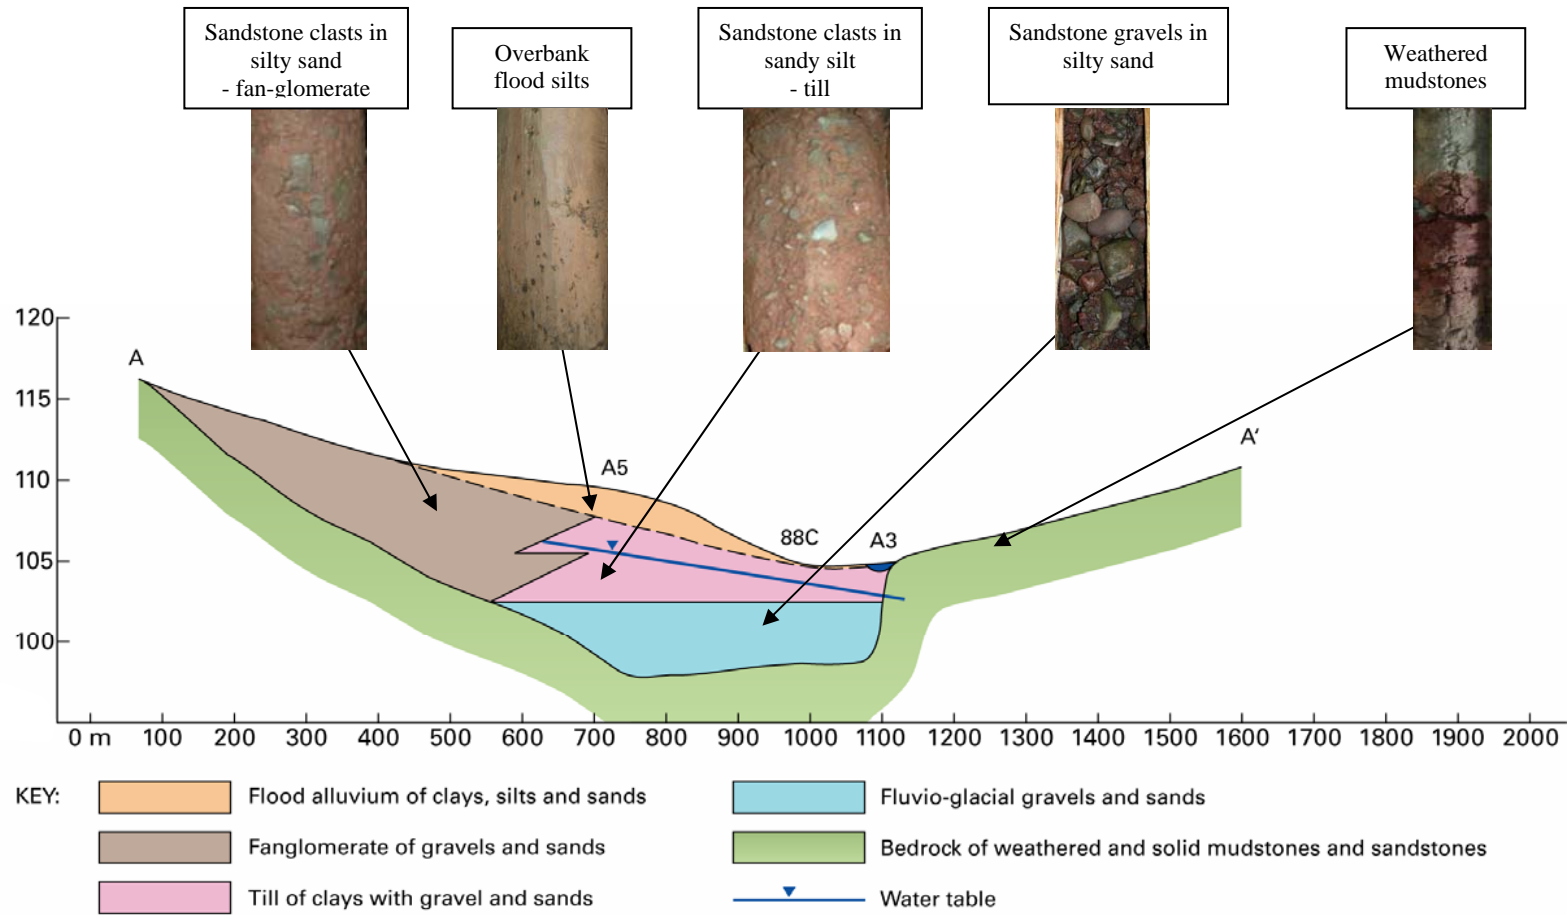 Sandstone clasts in
silty sand
- fan-glomerate
Overbank
flood silts
Sandstone clasts in
sandy silt
- till
Sandstone gravels in
silty sand
Weathered
mudstones
120
115
110
105
100
A
A5
88C
A3
A'
0 m 100 200 300 400 500 600 700 800 900 1000 1100 1200 1300 1400 1500 1600 1700 1800 1900 2000
KEY:
Flood alluvium of clays, silts and sands
Fanglomerate of gravels and sands
Till of clays with gravel and sands
Fluvio-glacial gravels and sands
Bedrock of weathered and solid mudstones and sandstones
Water table